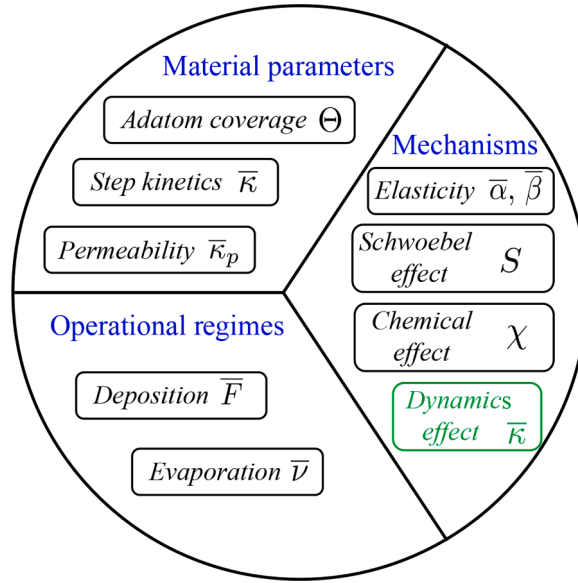 Material parameters
Adatom coverage Θ
Step kinetics κ̅
Permeability κ̅ₚ
Mechanisms
Elasticity α̅, β̅
Schwoebel
effect S
Chemical
effect χ
Dynamics
effect κ̅
Operational regimes
Deposition F̅
Evaporation ν̅